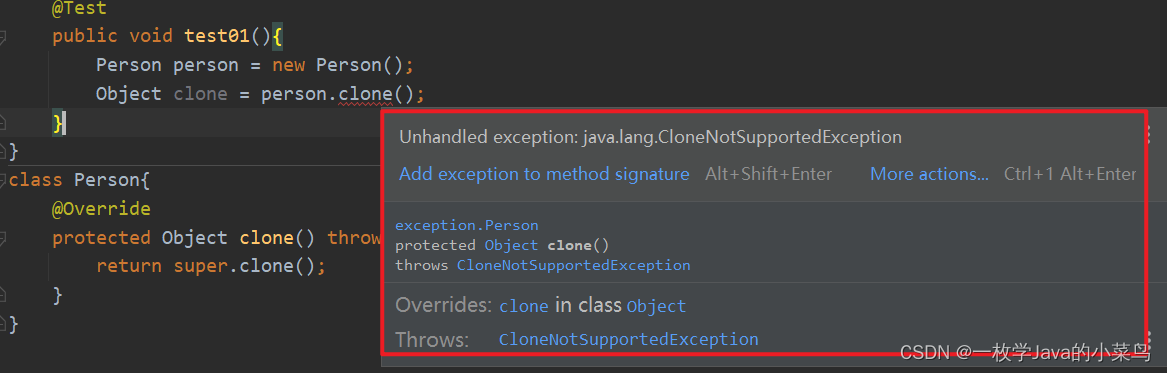 @Test
public void test01(){
Person person = new Person();
Object clone = person.clone();
}
}
Unhandled exception: java.lang.CloneNotSupportedException
Add exception to method signature Alt+Shift+Enter More actions... Ctrl+1 Alt+Enter
class Person{
@Override
protected Object clone() throw
return super.clone();
}
}
exception.Person
protected Object clone()
throws CloneNotSupportedException
Overrides: clone in class Object
Throws: CloneNotSupportedException
CSDN @一枚学Java的小菜鸟